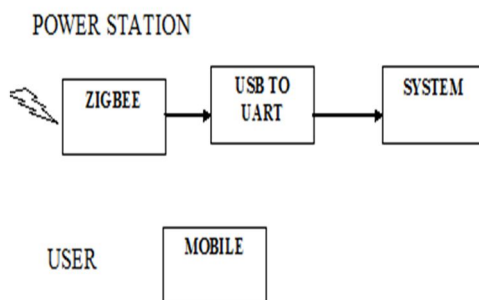 POWER STATION
ZIGBEE
USB TO
UART
SYSTEM
USER
MOBILE